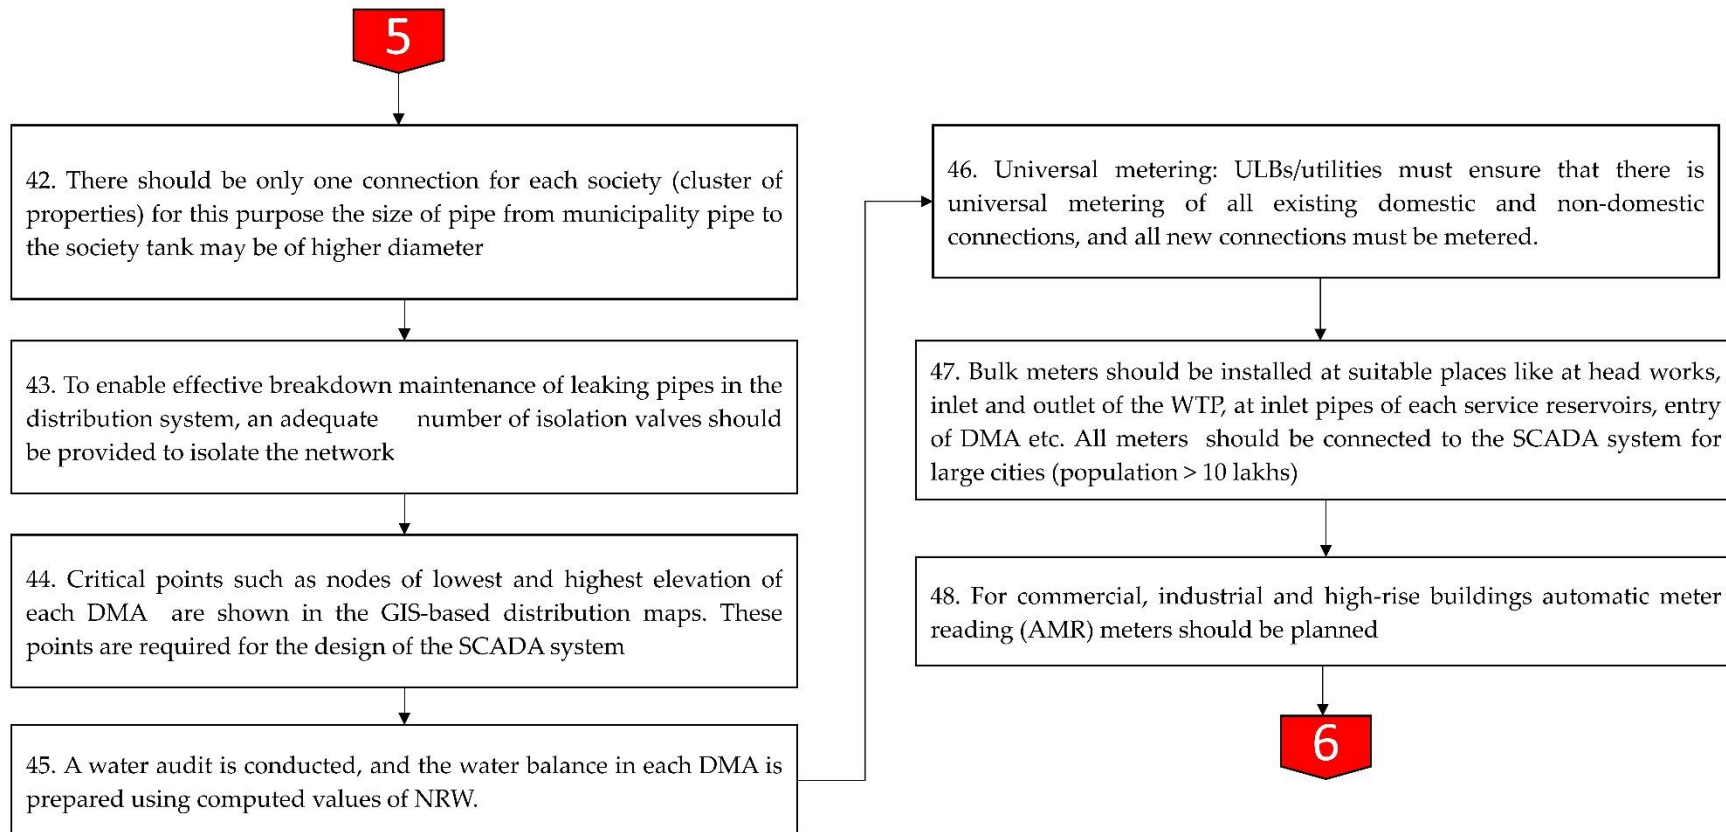 5
42. There should be only one connection for each society (cluster of
properties) for this purpose the size of pipe from municipality pipe to
the society tank may be of higher diameter
43. To enable effective breakdown maintenance of leaking pipes in the
distribution system, an adequate number of isolation valves should
be provided to isolate the network
44. Critical points such as nodes of lowest and highest elevation of
each DMA are shown in the GIS-based distribution maps. These
points are required for the design of the SCADA system
45. A water audit is conducted, and the water balance in each DMA is
prepared using computed values of NRW.
46. Universal metering: ULBs/utilities must ensure that there is
universal metering of all existing domestic and non-domestic
connections, and all new connections must be metered.
47. Bulk meters should be installed at suitable places like at head works,
inlet and outlet of the WTP, at inlet pipes of each service reservoirs, entry
of DMA etc. All meters should be connected to the SCADA system for
large cities (population > 10 lakhs)
48. For commercial, industrial and high-rise buildings automatic meter
reading (AMR) meters should be planned
6